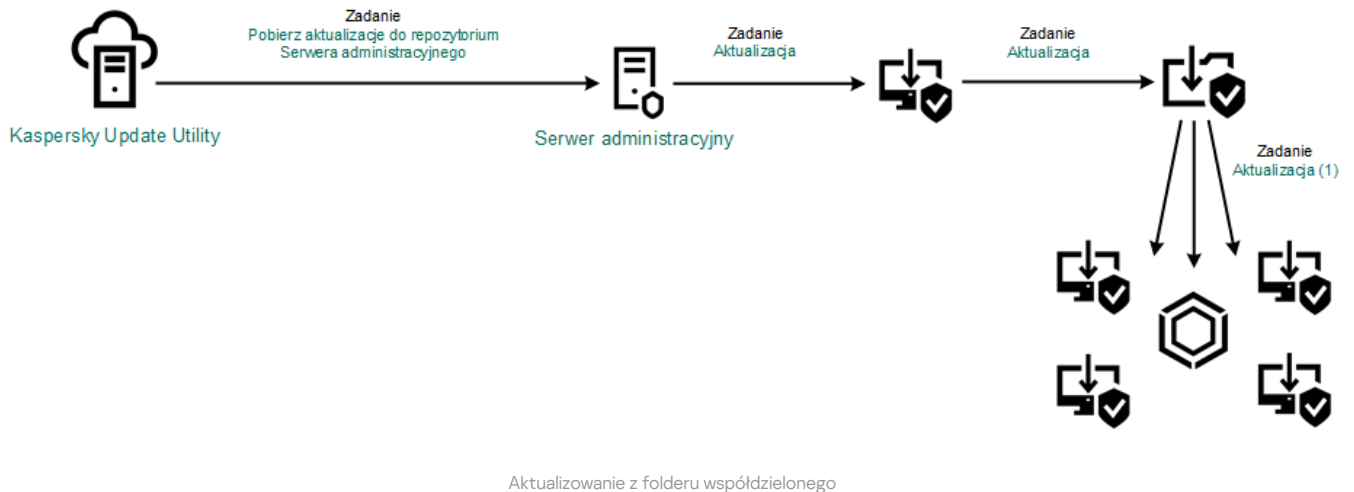 Zadanie
Pobierz aktualizacje do repozytorium
Serwera administracyjnego
Kaspersky Update Utility
Serwer administracyjny
Zadanie
Aktualizacja
Zadanie
Aktualizacja
Zadanie
Aktualizacja (1)
Aktualizowanie z folderu współdzielonego